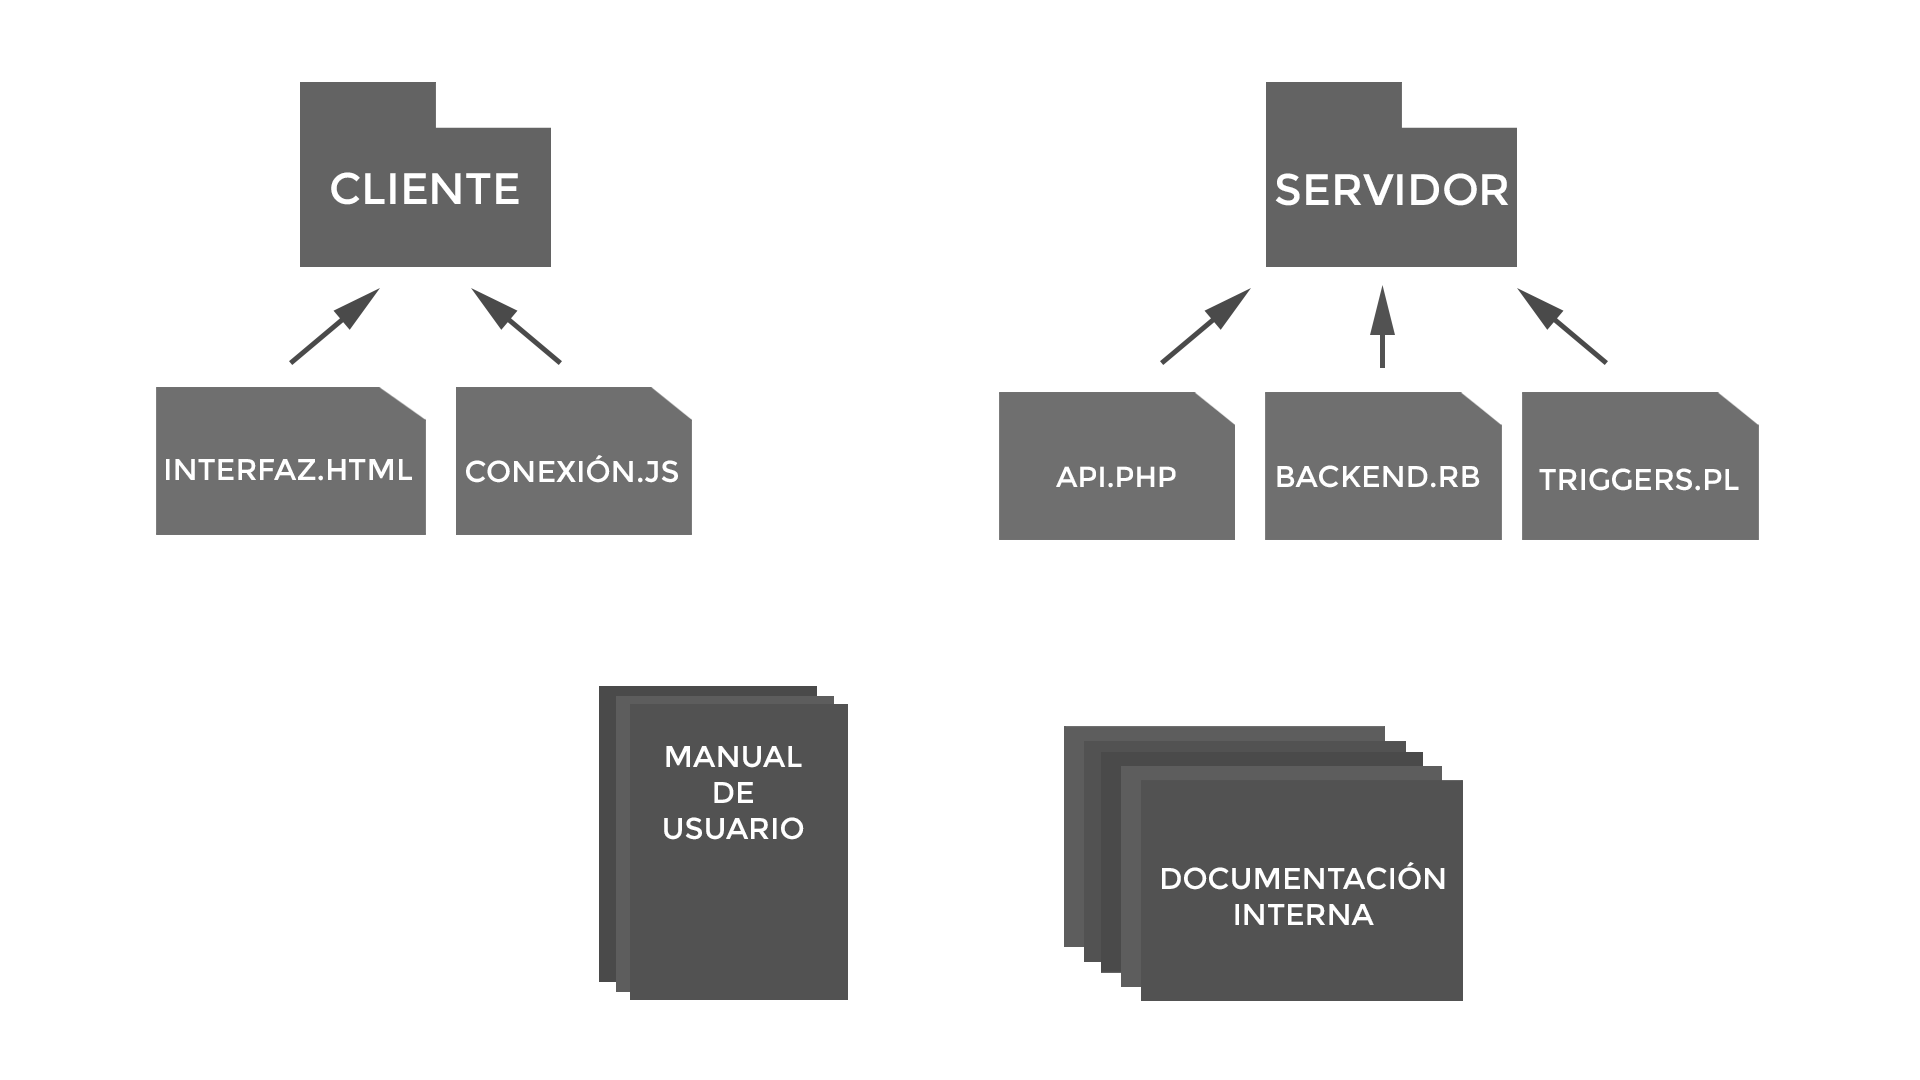 CLIENTE
SERVIDOR
INTERFAZ.HTML
CONEXIÓN.JS
API.PHP
BACKEND.RB
TRIGGERS.PL
MANUAL
DE
USUARIO
DOCUMENTACIÓN
INTERNA